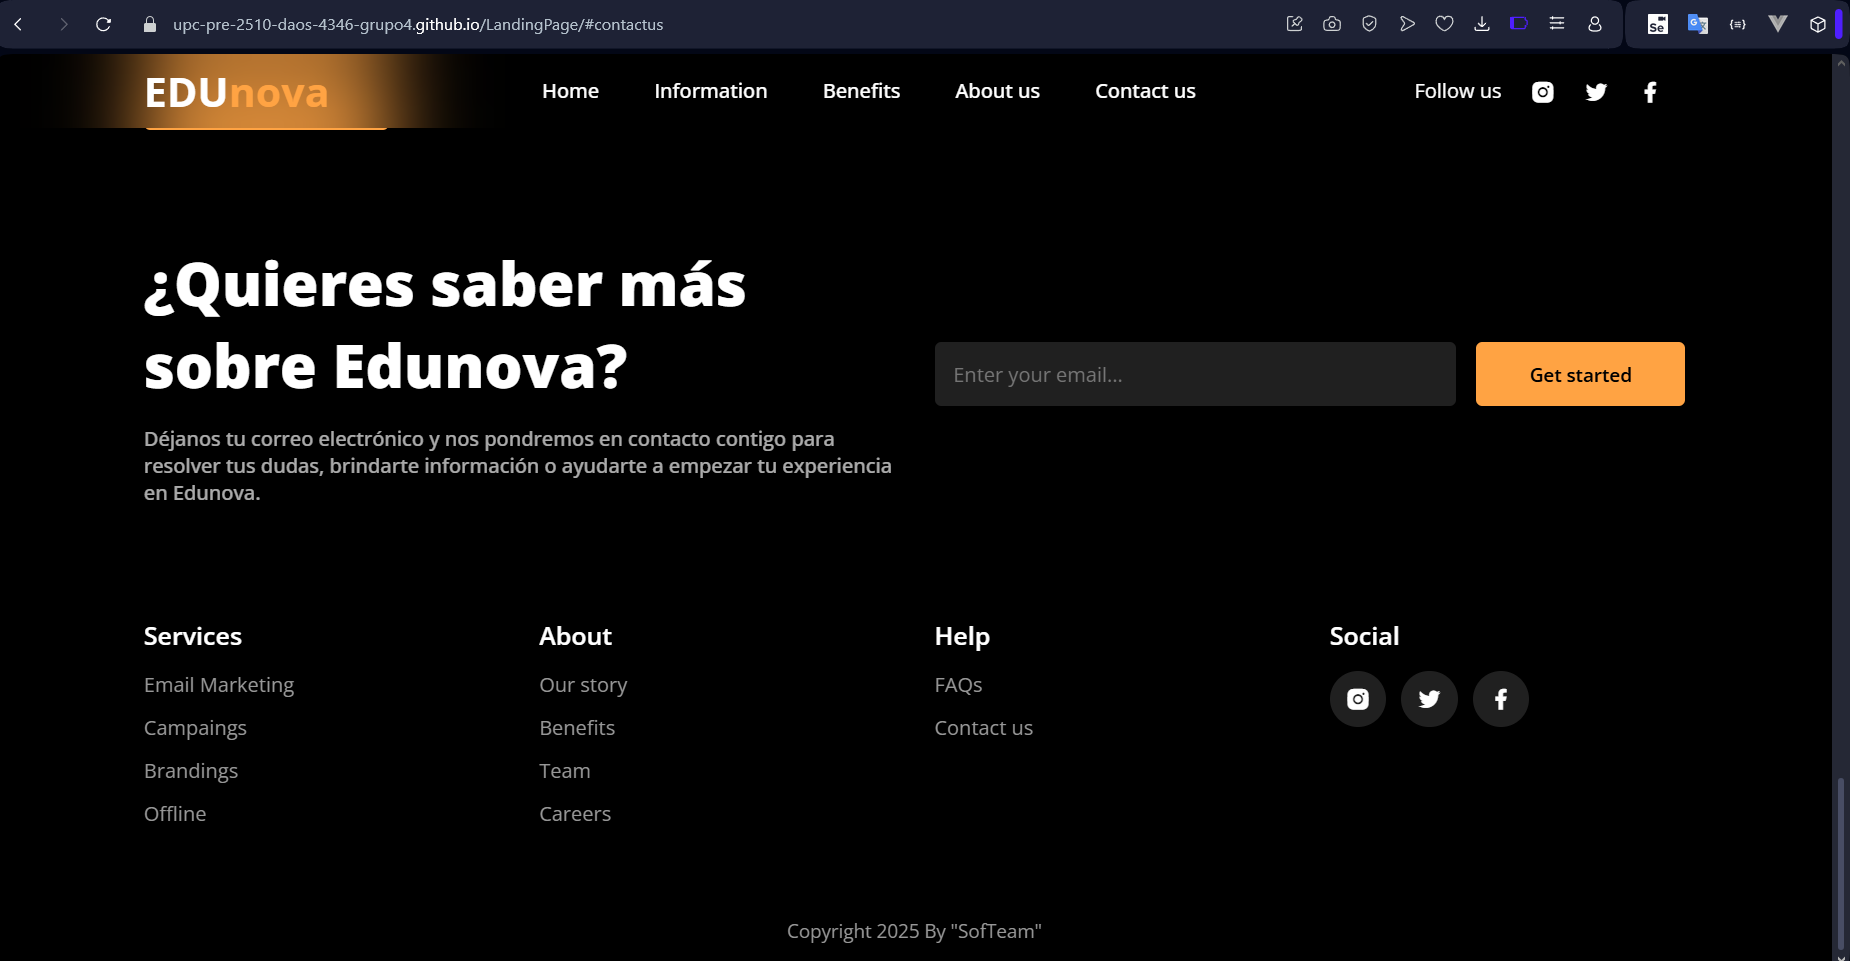 upc-pre-2510-daos-4346-grupo4.github.io/LandingPage/#contactus
EDUnova
Home
Information
Benefits
About us
Contact us
Follow us
¿Quieres saber más
sobre Edunova?
Déjanos tu correo electrónico y nos pondremos en contacto contigo para
resolver tus dudas, brindarte información o ayudarte a empezar tu experiencia
en Edunova.
Enter your email...
Get started
Services
Email Marketing
Campaings
Brandings
Offline
About
Our story
Benefits
Team
Careers
Help
FAQs
Contact us
Social
Copyright 2025 By "SofTeam"